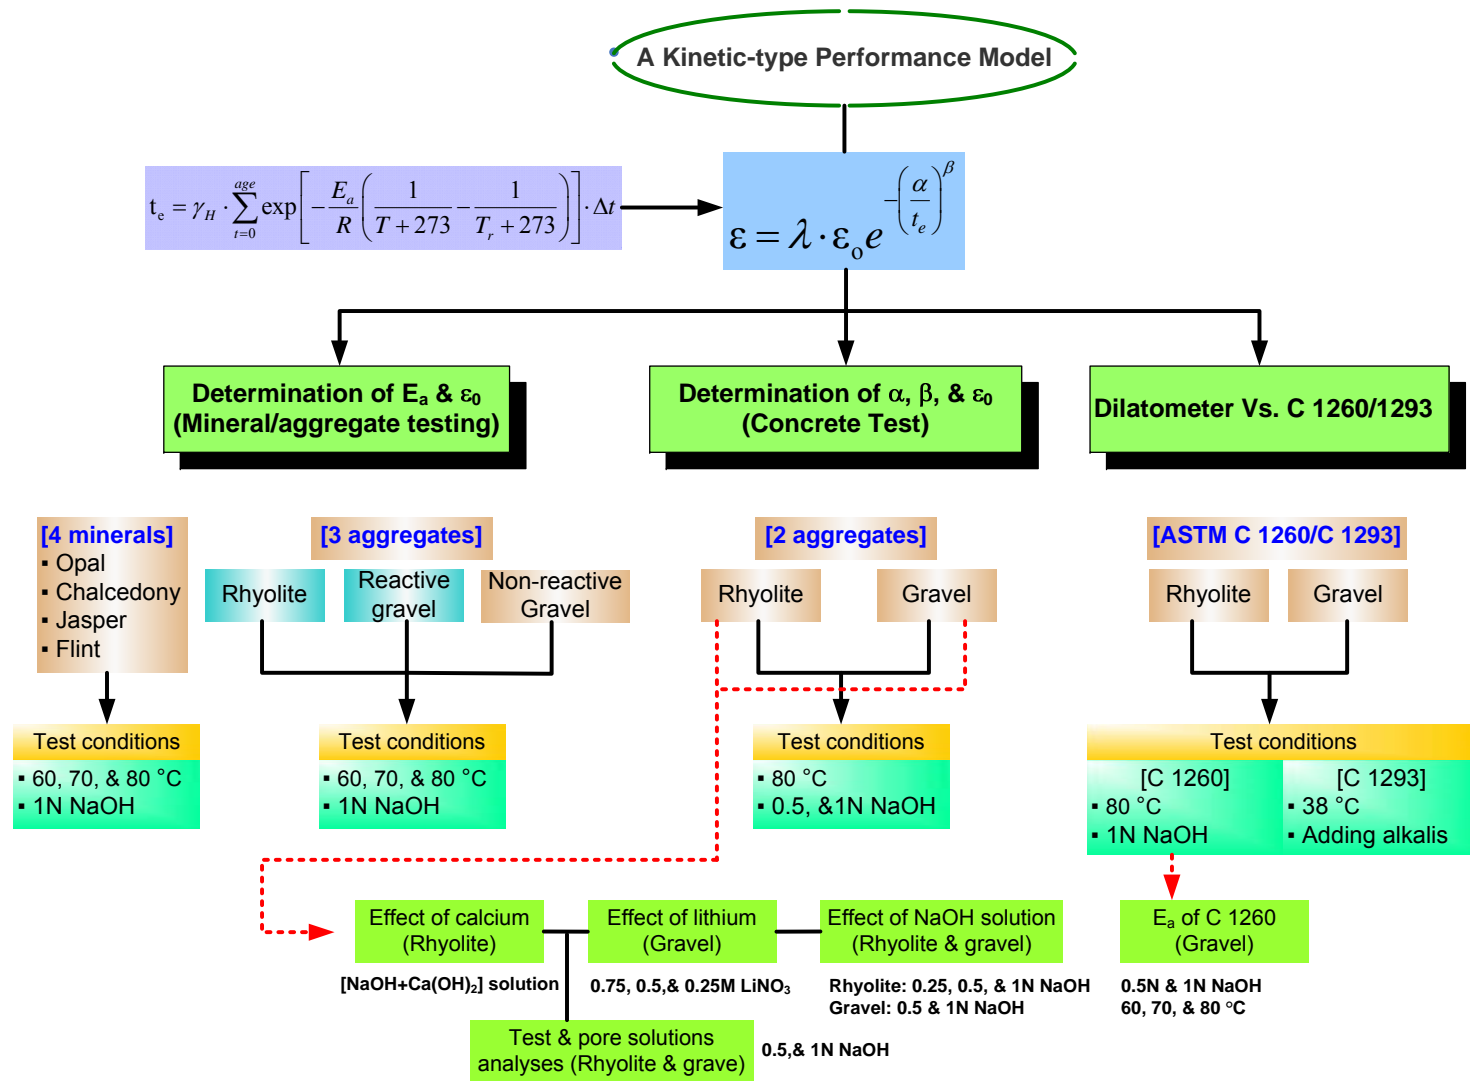 A Kinetic-type Performance Model
t_e = γ_H · ∑_{t=0}^{age} exp[ −E_a/R ( 1/(T + 273) − 1/(T_r + 273) ) ] · Δt
ε = λ · ε_o e^{−(α/t_e)^β}
Determination of Eₐ & ε₀
(Mineral/aggregate testing)
Determination of α, β, & ε₀
(Concrete Test)
Dilatometer Vs. C 1260/1293
[4 minerals]
▪ Opal
▪ Chalcedony
▪ Jasper
▪ Flint
[3 aggregates]
Rhyolite
Reactive
gravel
Non-reactive
Gravel
[2 aggregates]
Rhyolite
Gravel
[ASTM C 1260/C 1293]
Rhyolite
Gravel
Test conditions
▪ 60, 70, & 80 °C
▪ 1N NaOH
Test conditions
▪ 60, 70, & 80 °C
▪ 1N NaOH
Test conditions
▪ 80 °C
▪ 0.5, &1N NaOH
Test conditions
[C 1260]
▪ 80 °C
▪ 1N NaOH
[C 1293]
▪ 38 °C
▪ Adding alkalis
Effect of calcium
(Rhyolite)
[NaOH+Ca(OH)₂] solution
Effect of lithium
(Gravel)
0.75, 0.5,& 0.25M LiNO₃
Effect of NaOH solution
(Rhyolite & gravel)
Rhyolite: 0.25, 0.5, & 1N NaOH
Gravel: 0.5 & 1N NaOH
Eₐ of C 1260
(Gravel)
0.5N & 1N NaOH
60, 70, & 80 °C
Test & pore solutions
analyses (Rhyolite & grave)
0.5,& 1N NaOH